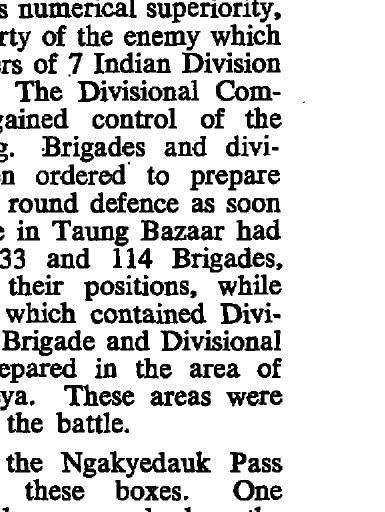 s numerical superiority,
rty of the enemy which
rs of 7 Indian Division
The Divisional Com-
gained control of the
g. Brigades and divi-
n ordered to prepare
round defence as soon
e in Taung Bazaar had
33 and 114 Brigades,
their positions, while
which contained Divi-
Brigade and Divisional
epared in the area of
ya. These areas were
the battle.
the Ngakyedauk Pass
these boxes. One